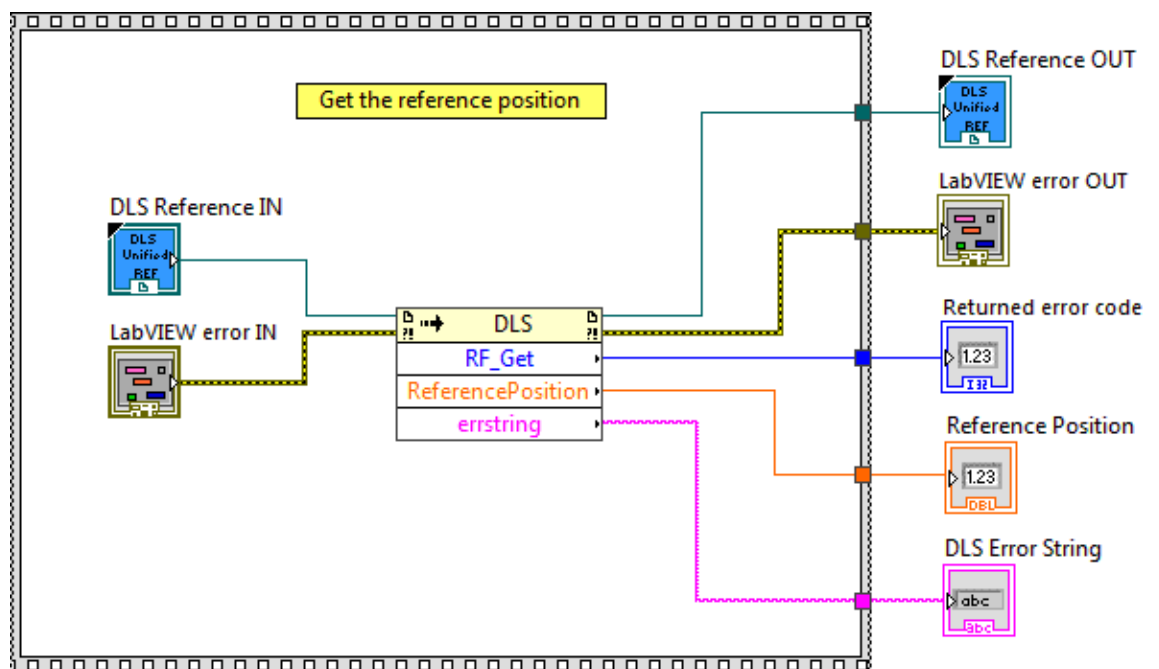 DLS Reference OUT
Get the reference position
DLS
Unified
REF
LabVIEW error OUT
DLS Reference IN
DLS
Unified
REF
LabVIEW error IN
?! DLS ?!
RF_Get
ReferencePosition
errstring
Returned error code
1.23
I32
Reference Position
1.23
DBL
DLS Error String
abc
abc